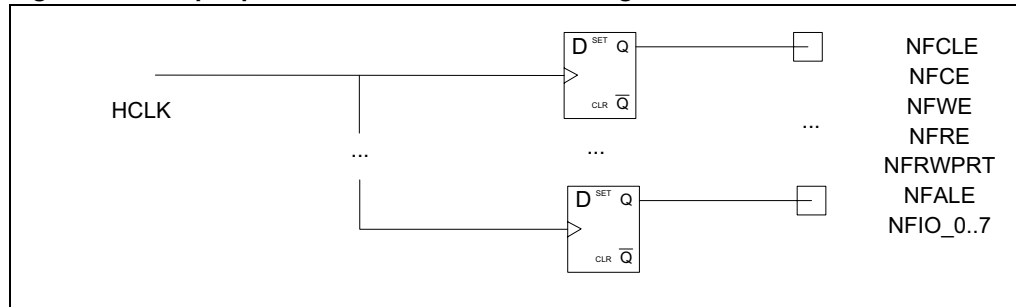 D SET Q
NFCLE
NFCE
HCLK
CLR Q
NFWE
...
NFRE
...
...
NFRWPRT
D SET Q
NFALE
NFIO_0..7
CLR Q